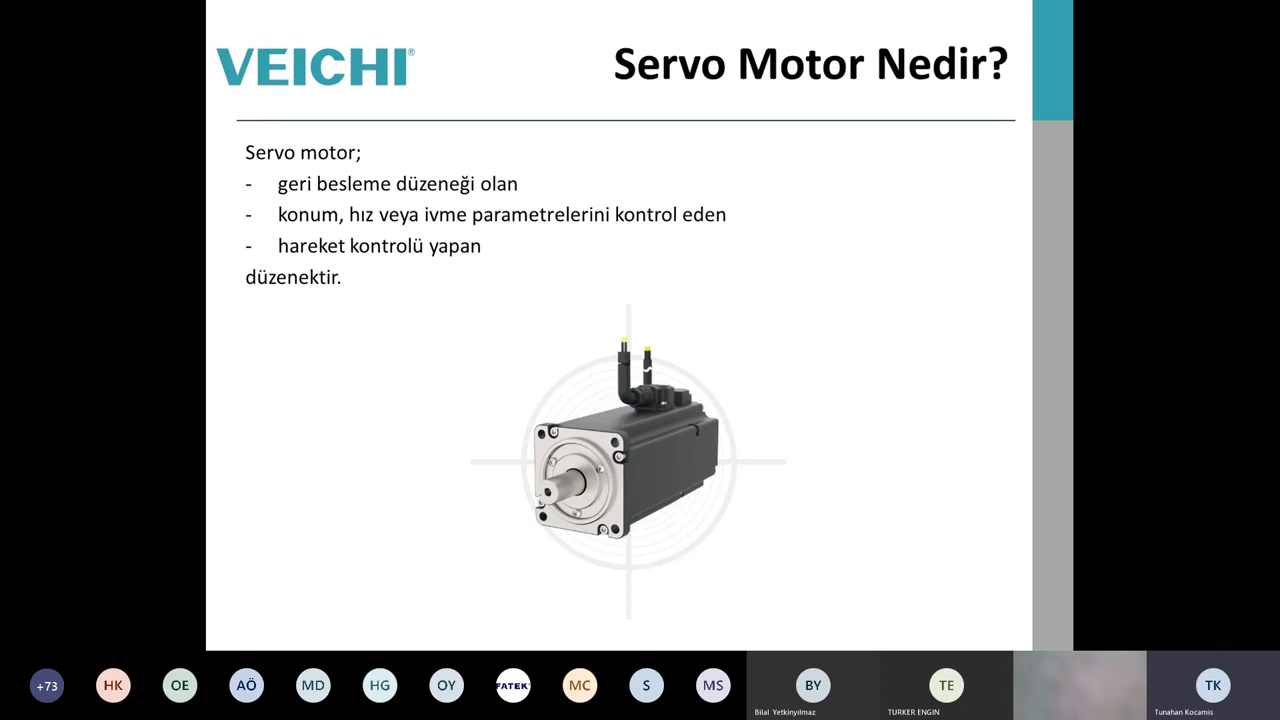 VEICHI®
Servo Motor Nedir?
Servo motor;
- geri besleme düzeneği olan
- konum, hız veya ivme parametrelerini kontrol eden
- hareket kontrolü yapan
düzenektir.
+73
HK
OE
AÖ
MD
HG
OY
FATEK
MC
S
MS
BY
Bilal Yetkinyılmaz
TE
TURKER ENGIN
TK
Tunahan Kocamis